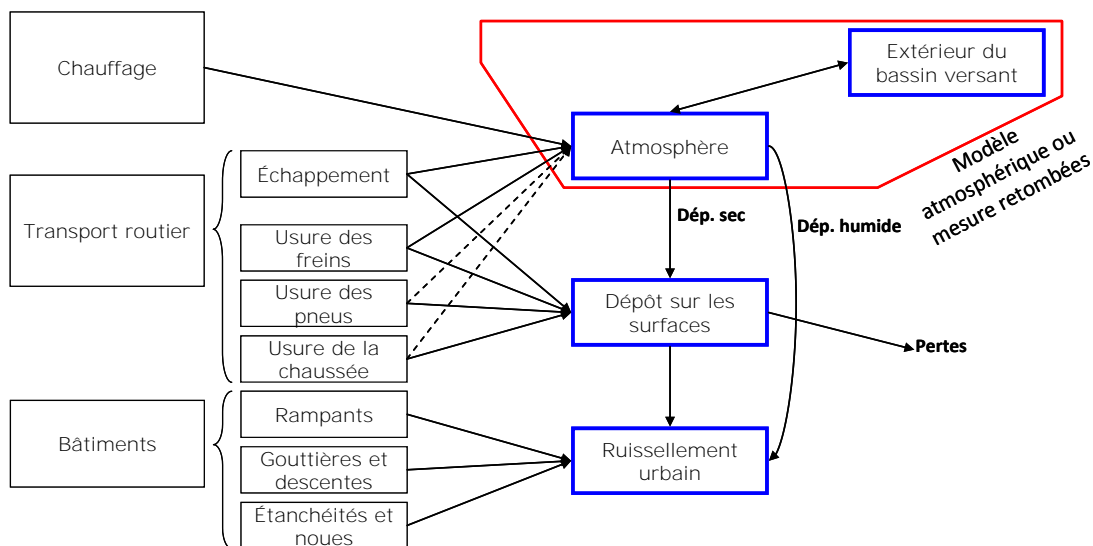 Chauffage
Extérieur du
bassin versant
Atmosphère
Modèle
atmosphérique ou
mesure retombées
Transport routier
Échappement
Usure des
freins
Usure des
pneus
Usure de la
chaussée
Dép. sec
Dép. humide
Dépôt sur les
surfaces
Pertes
Bâtiments
Rampants
Gouttières et
descentes
Étanchéités et
noues
Ruissellement
urbain